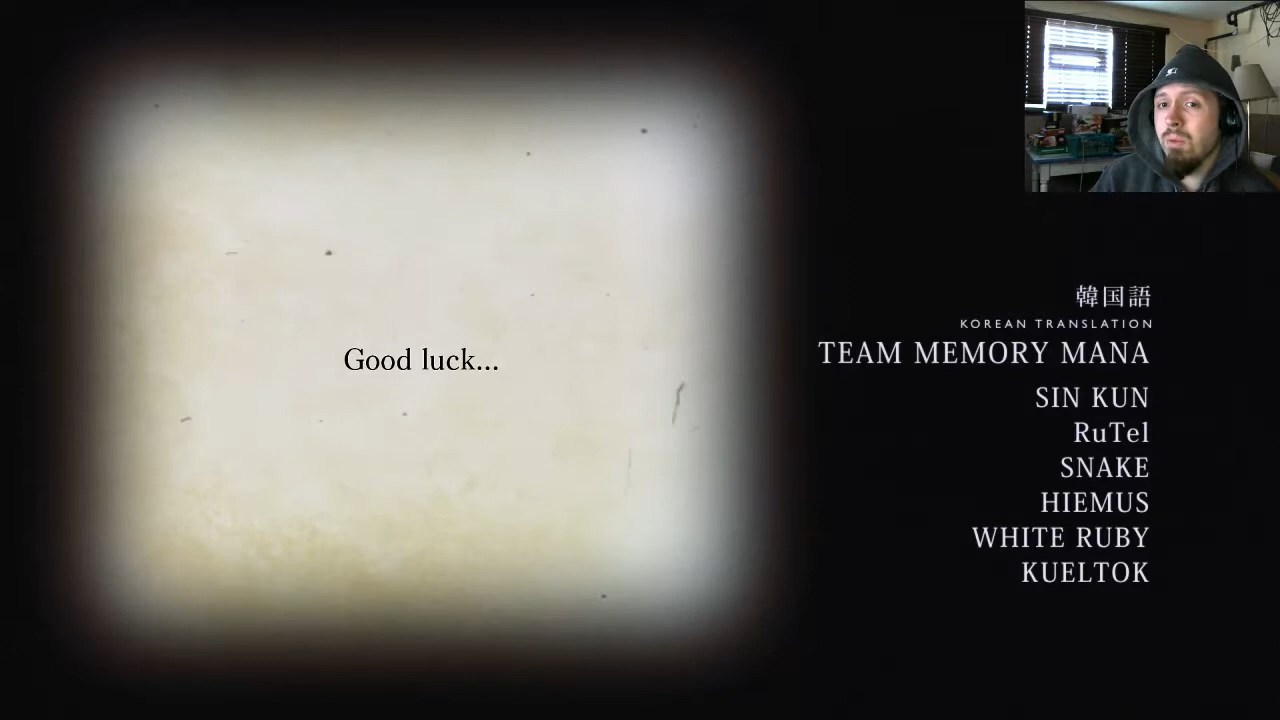 Good luck...
韓国語
KOREAN TRANSLATION
TEAM MEMORY MANA
SIN KUN
RuTel
SNAKE
HIEMUS
WHITE RUBY
KUELTOK